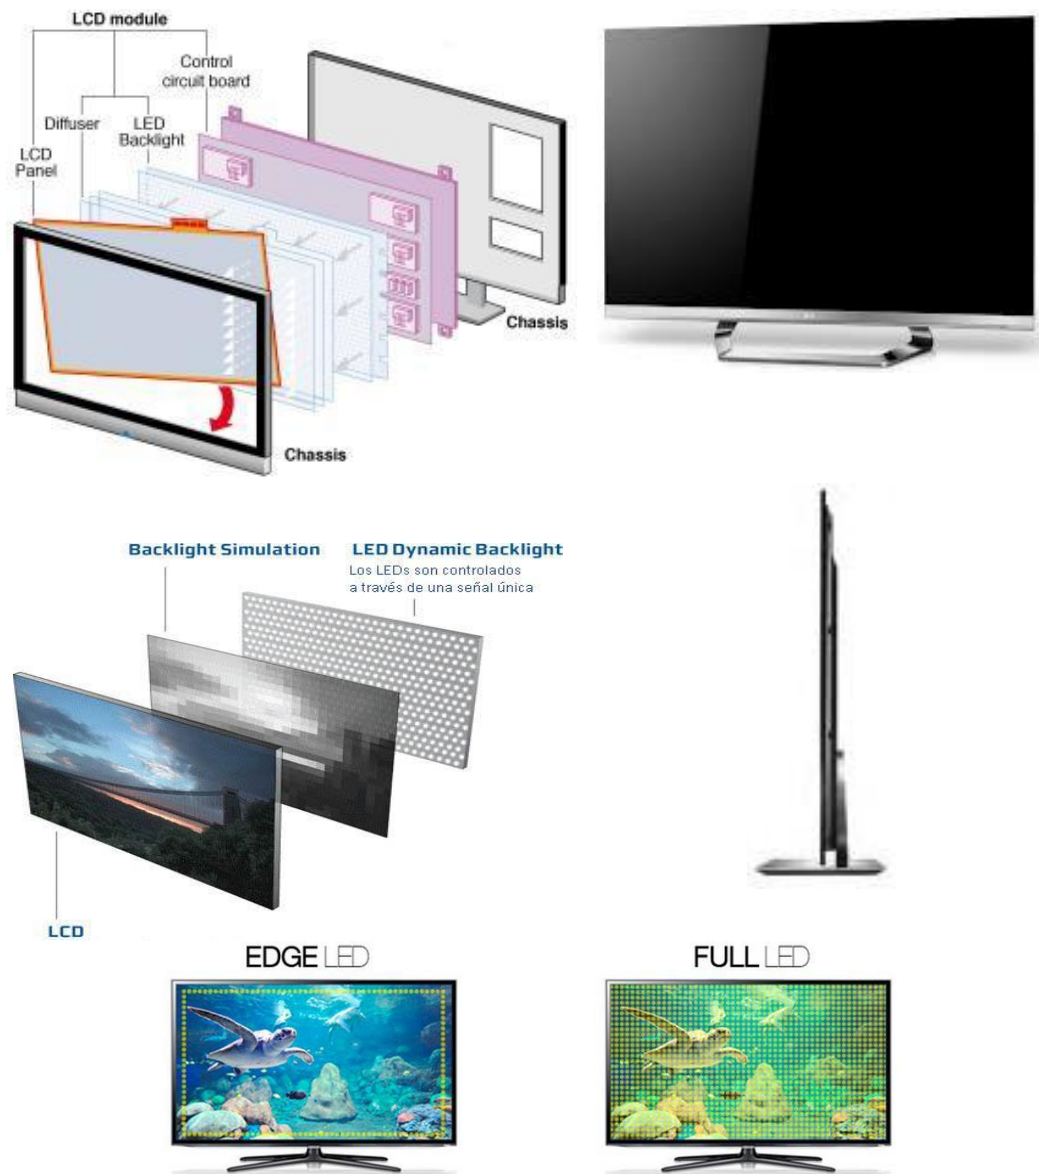 LCD module
Control
circuit board
Diffuser
LED
Backlight
LCD
Panel
Chassis
Chassis
Backlight Simulation
LED Dynamic Backlight
Los LEDs son controlados
a través de una señal única
LCD
EDGE LED
FULL LED